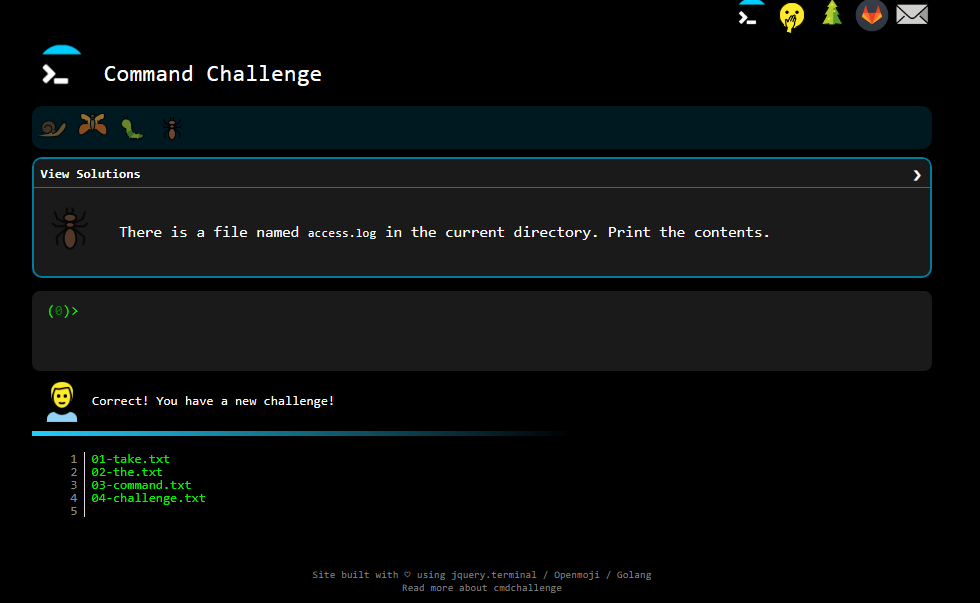 Command Challenge
View Solutions
There is a file named access.log in the current directory. Print the contents.
(0)>
Correct! You have a new challenge!
1 01-take.txt
2 02-the.txt
3 03-command.txt
4 04-challenge.txt
5
Site built with ♡ using jquery.terminal / Openmoji / Golang
Read more about cmdchallenge